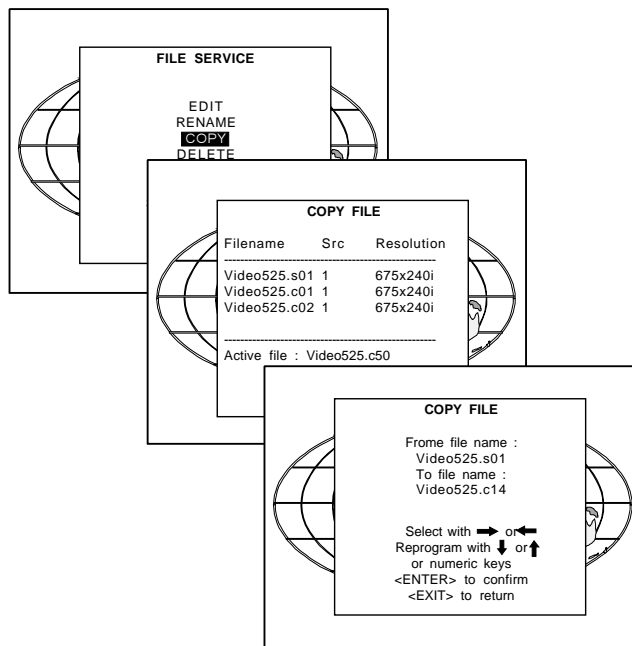 FILE SERVICE
EDIT
RENAME
COPY
DELETE
COPY FILE
Filename Src Resolution
Video525.s01 1 675x240i
Video525.c01 1 675x240i
Video525.c02 1 675x240i
Active file : Video525.c50
COPY FILE
Frome file name :
Video525.s01
To file name :
Video525.c14
Select with ➡ or ⬅
Reprogram with ⬇ or ⬆
or numeric keys
<ENTER> to confirm
<EXIT> to return